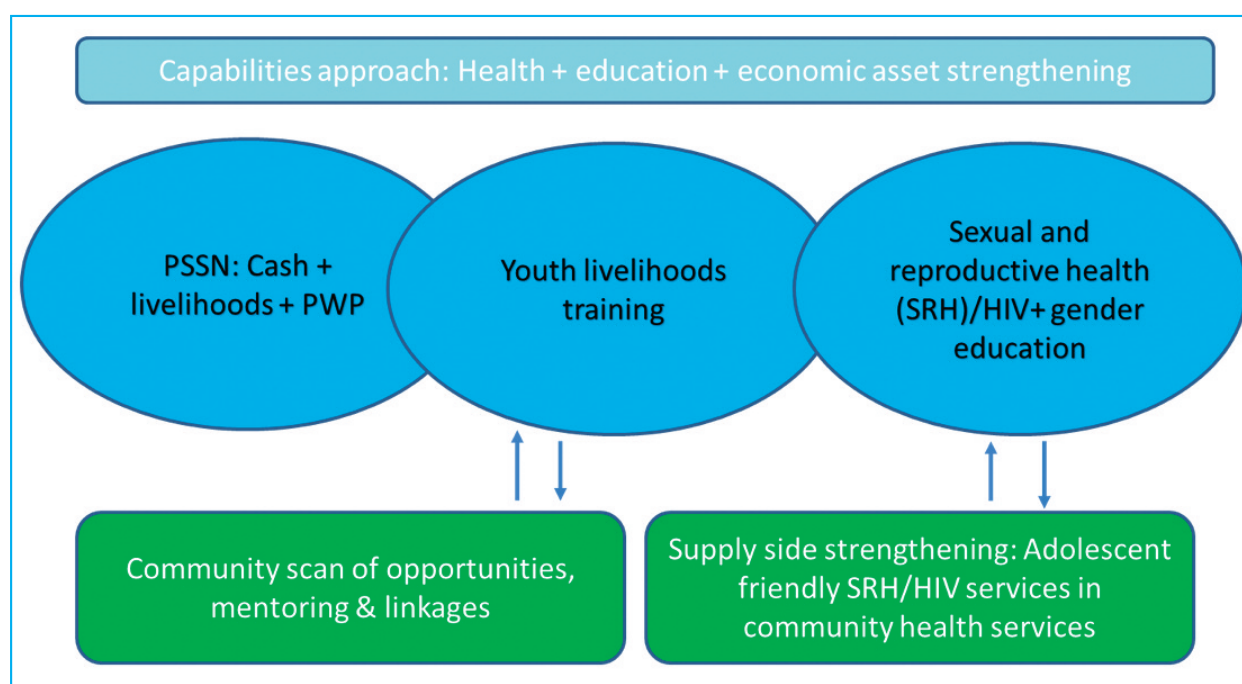 Capabilities approach: Health + education + economic asset strengthening
PSSN: Cash +
livelihoods + PWP
Youth livelihoods
training
Sexual and
reproductive health
(SRH)/HIV+ gender
education
Community scan of opportunities,
mentoring & linkages
Supply side strengthening: Adolescent
friendly SRH/HIV services in
community health services